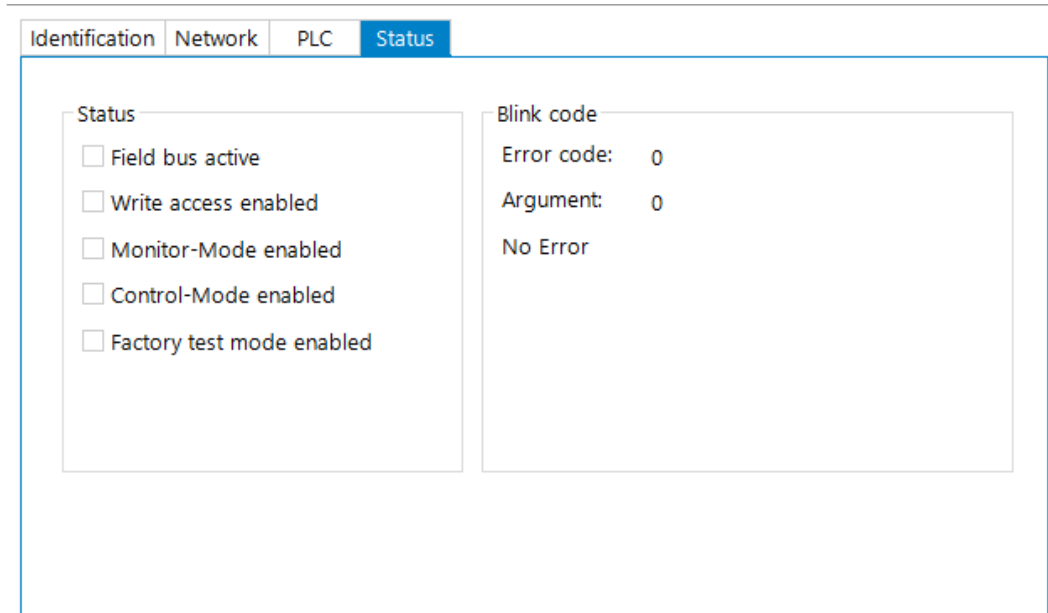 Identification Network PLC Status
Status
Field bus active
Write access enabled
Monitor-Mode enabled
Control-Mode enabled
Factory test mode enabled
Blink code
Error code: 0
Argument: 0
No Error